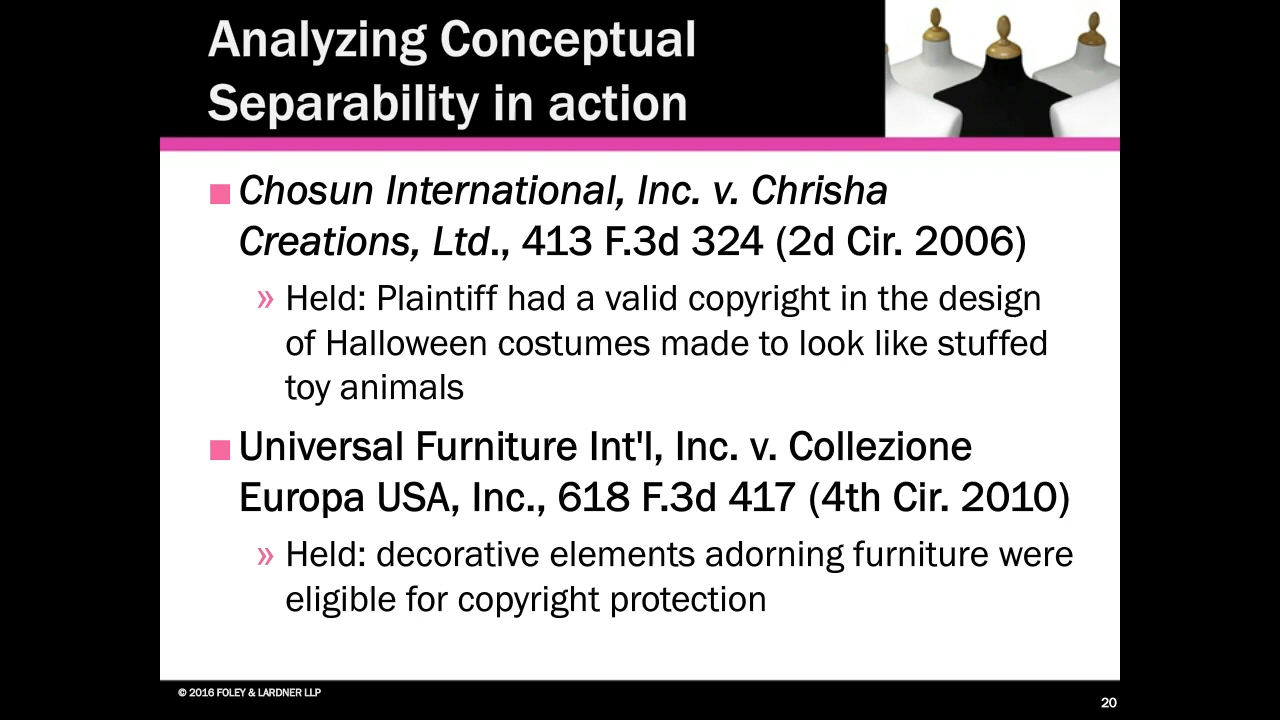 Analyzing Conceptual
Separability in action
■ Chosun International, Inc. v. Chrisha
Creations, Ltd., 413 F.3d 324 (2d Cir. 2006)
» Held: Plaintiff had a valid copyright in the design
of Halloween costumes made to look like stuffed
toy animals
■ Universal Furniture Int'l, Inc. v. Collezione
Europa USA, Inc., 618 F.3d 417 (4th Cir. 2010)
» Held: decorative elements adorning furniture were
eligible for copyright protection
© 2016 FOLEY & LARDNER LLP
20